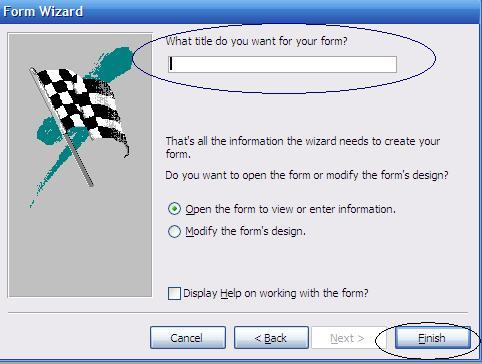 Form Wizard
What title do you want for your form?
That's all the information the wizard needs to create your
form.
Do you want to open the form or modify the form's design?
Open the form to view or enter information.
Modify the form's design.
Display Help on working with the form?
Cancel
< Back
Next >
Finish